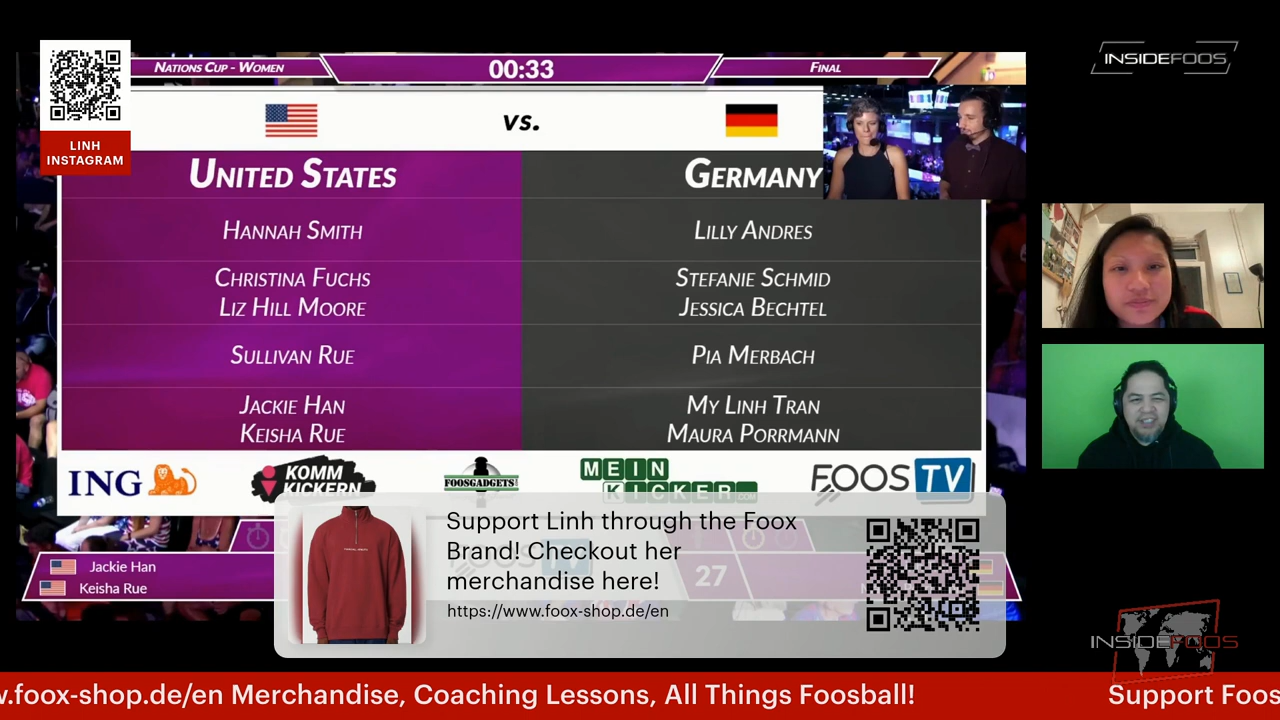 LINH
INSTAGRAM
NATIONS CUP - WOMEN
00:33
FINAL
INSIDEFOOS
VS.
UNITED STATES
GERMANY
HANNAH SMITH
LILLY ANDRES
CHRISTINA FUCHS
LIZ HILL MOORE
STEFANIE SCHMID
JESSICA BECHTEL
SULLIVAN RUE
PIA MERBACH
JACKIE HAN
KEISHA RUE
MY LINH TRAN
MAURA PORRMANN
ING
KOMM
KICKERN
FOOSGADGETS!
MEIN
KICKER.COM
FOOS TV
Jackie Han
Keisha Rue
27
Support Linh through the Foox
Brand! Checkout her
merchandise here!
https://www.foox-shop.de/en
INSIDEFOOS
w.foox-shop.de/en Merchandise, Coaching Lessons, All Things Foosball!
Support Foos